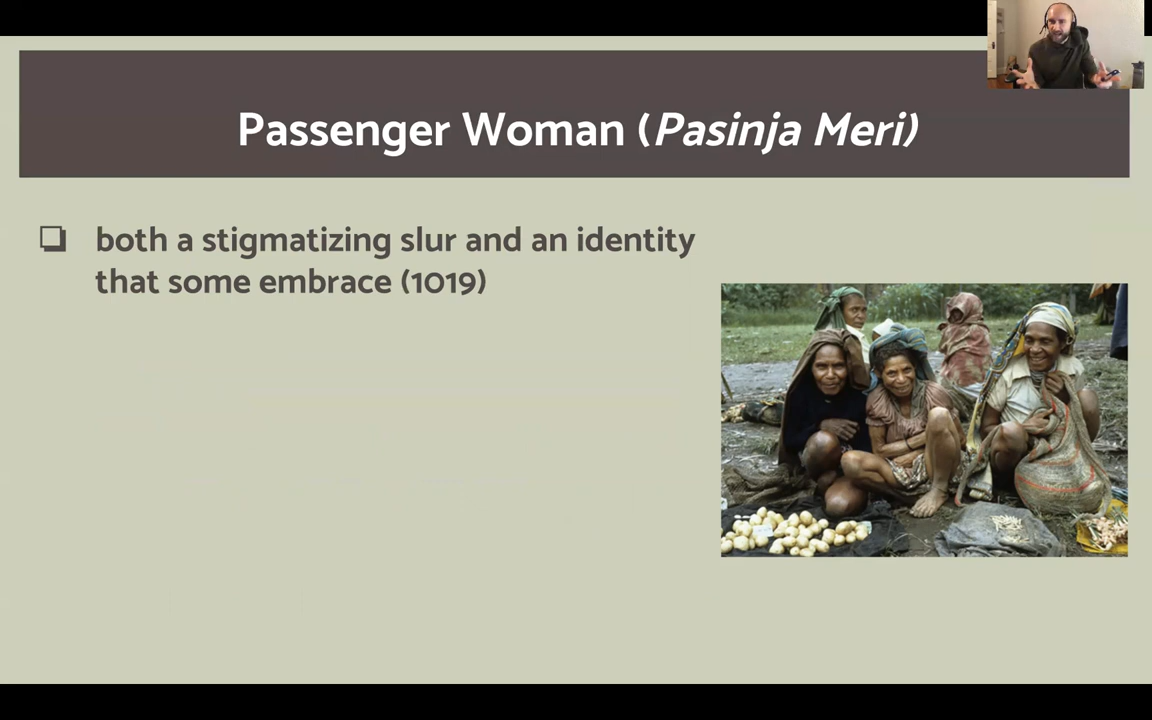 Passenger Woman (Pasinja Meri)
both a stigmatizing slur and an identity
that some embrace (1019)